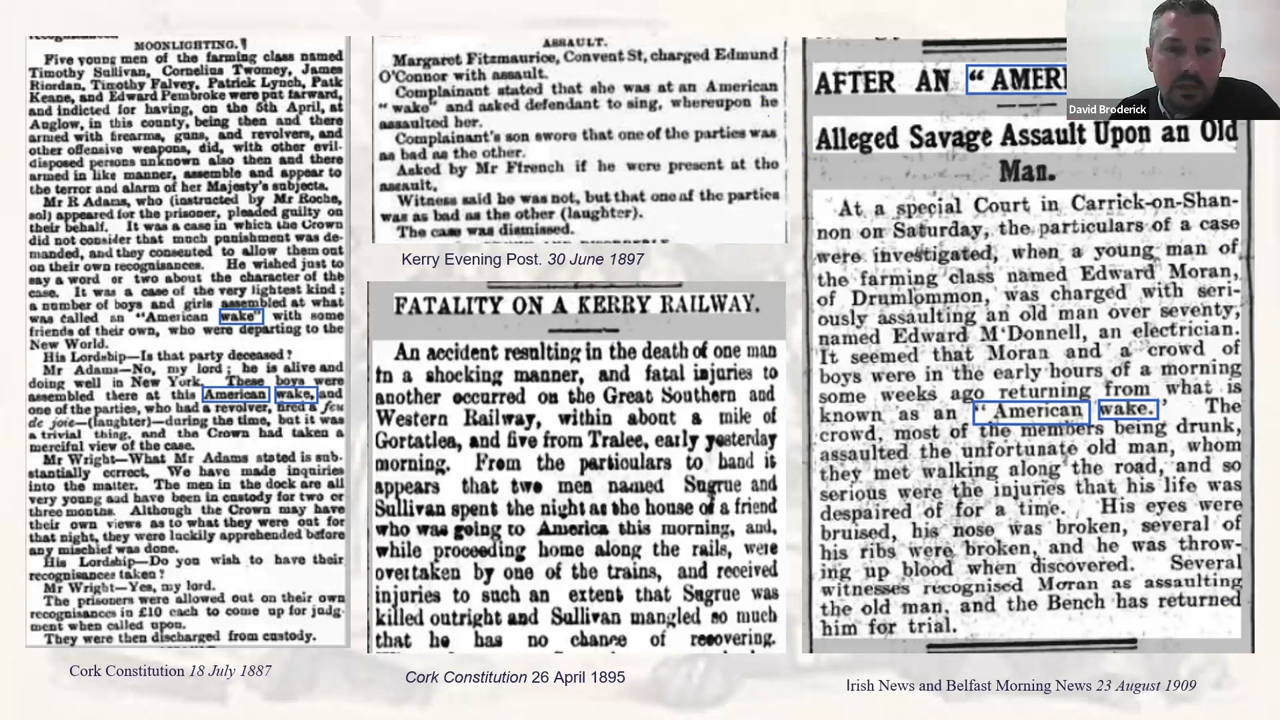 MOONLIGHTING.
Five young men of the farming class named
Timothy Sullivan, Cornelius Twomey, James
Riordan, Timothy Falvey, Patrick Lynch, Patk
Keane, and Edward Pembroke were put forward,
and indicted for having, on the 5th April, at
Anglow, in this county, being then and there
armed with firearms, guns, and revolvers, and
other offensive weapons, did, with other evil-
disposed persons unknown also then and there
armed in like manner, assemble and appear to
the terror and alarm of her Majesty's subjects.
Mr R Adams, who (instructed by Mr Roche,
sol) appeared for the prisoner, pleaded guilty on
their behalf. It was a case in which the Crown
did not consider that much punishment was de-
manded, and they consented to allow them out
on their own recognisances. He wished just to
say a word or two about the character of the
case. It was a case of the very lightest kind;
a number of boys and girls assembled at what
was called an "American wake" with some
friends of their own, who were departing to the
New World.
His Lordship—Is that party deceased?
Mr Adams—No, my lord; he is alive and
doing well in New York. These boys were
assembled there at this American wake, and
one of the parties, who had a revolver, fired a feu
de joie—(laughter)—during the time, but it was
a trivial thing, and the Crown had taken a
merciful view of the case.
Mr Wright—What Mr Adams stated is sub-
stantially correct. We have made inquiries
into the matter. The men in the dock are all
very young and have been in custody for two or
three months. Although the Crown may have
their own views as to what they were out for
that night, they were luckily apprehended before
any mischief was done.
His Lordship—Do you wish to have their
recognisances taken?
Mr Wright—Yes, my lord.
The prisoners were allowed out on their own
recognisances in £10 each to come up for judg-
ment when called upon.
They were then discharged from custody.
Cork Constitution 18 July 1887
ASSAULT.
Margaret Fitzmaurice, Convent St, charged Edmund
O'Connor with assault.
Complainant stated that she was at an American
"wake" and asked defendant to sing, whereupon he
assaulted her.
Complainant's son swore that one of the parties was
as bad as the other.
Asked by Mr Ffrench if he were present at the
assault,
Witness said he was not, but that one of the parties
was as bad as the other (laughter).
The case was dismissed.
Kerry Evening Post. 30 June 1897
FATALITY ON A KERRY RAILWAY.
An accident resulting in the death of one man
in a shocking manner, and fatal injuries to
another occurred on the Great Southern and
Western Railway, within about a mile of
Gortatlea, and five from Tralee, early yesterday
morning. From the particulars to hand it
appears that two men named Sugrue and
Sullivan spent the night as the house of a friend
who was going to America this morning, and,
while proceeding home along the rails, were
overtaken by one of the trains, and received
injuries to such an extent that Sugrue was
killed outright and Sullivan mangled so much
that he has no chance of recovering.
Cork Constitution 26 April 1895
AFTER AN "AMERI
Alleged Savage Assault Upon an Old
Man.
At a special Court in Carrick-on-Shan-
non on Saturday, the particulars of a case
were investigated, when a young man of
the farming class named Edward Moran,
of Drumlommon, was charged with seri-
ously assaulting an old man over seventy,
named Edward M'Donnell, an electrician.
It seemed that Moran and a crowd of
boys were in the early hours of a morning
some weeks ago returning from what is
known as an "American wake.' The
crowd, most of the members being drunk,
assaulted the unfortunate old man, whom
they met walking along the road, and so
serious were the injuries that his life was
despaired of for a time. His eyes were
bruised, his nose was broken, several of
his ribs were broken, and he was throw-
ing up blood when discovered. Several
witnesses recognised Moran as assaulting
the old man, and the Bench has returned
him for trial.
Irish News and Belfast Morning News 23 August 1909
David Broderick